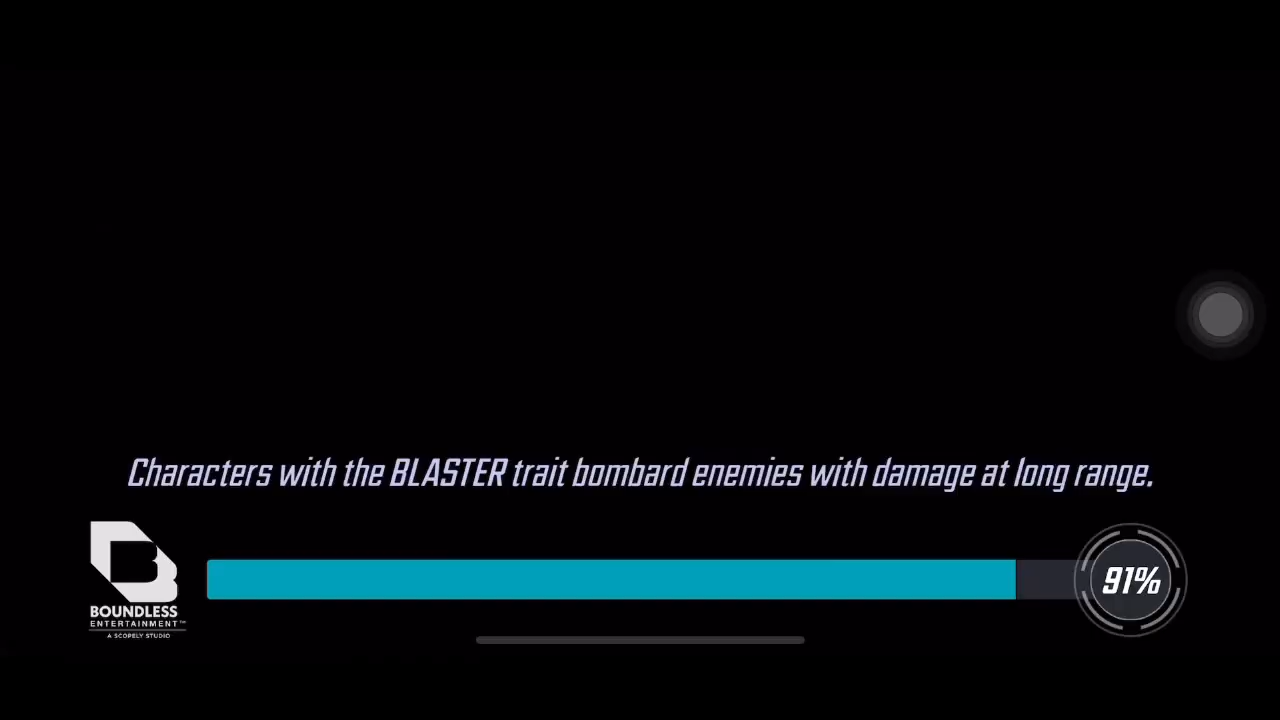 Characters with the BLASTER trait bombard enemies with damage at long range.
91%
BOUNDLESS
ENTERTAINMENT™
A SCOPELY STUDIO